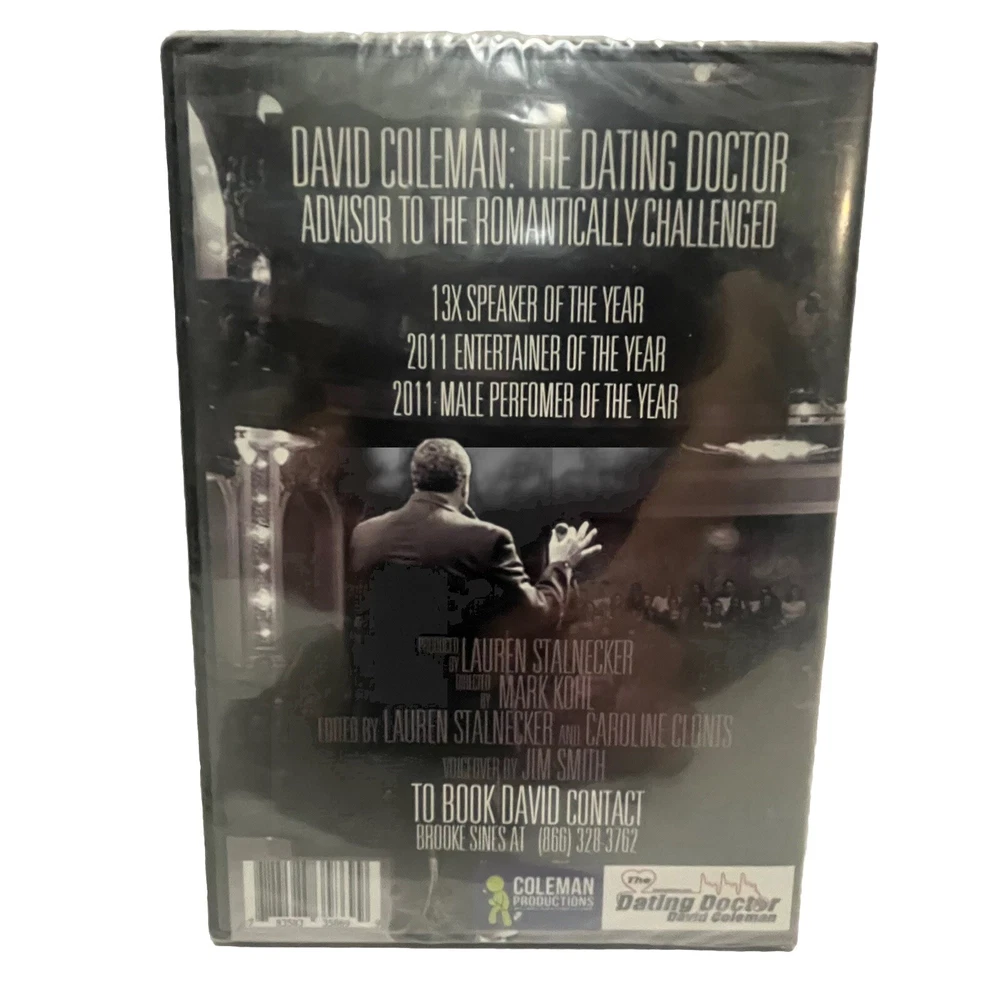 DAVID COLEMAN: THE DATING DOCTOR
ADVISOR TO THE ROMANTICALLY CHALLENGED
13X SPEAKER OF THE YEAR
2011 ENTERTAINER OF THE YEAR
2011 MALE PERFOMER OF THE YEAR
PRODUCED BY LAUREN STALNECKER
DIRECTED BY MARK KOHL
EDITED BY LAUREN STALNECKER AND CAROLINE CLONTS
VOICEOVER BY JIM SMITH
TO BOOK DAVID CONTACT
BROOKE SINES AT (866) 328-3762
COLEMAN
PRODUCTIONS
The
Dating Doctor
David Coleman